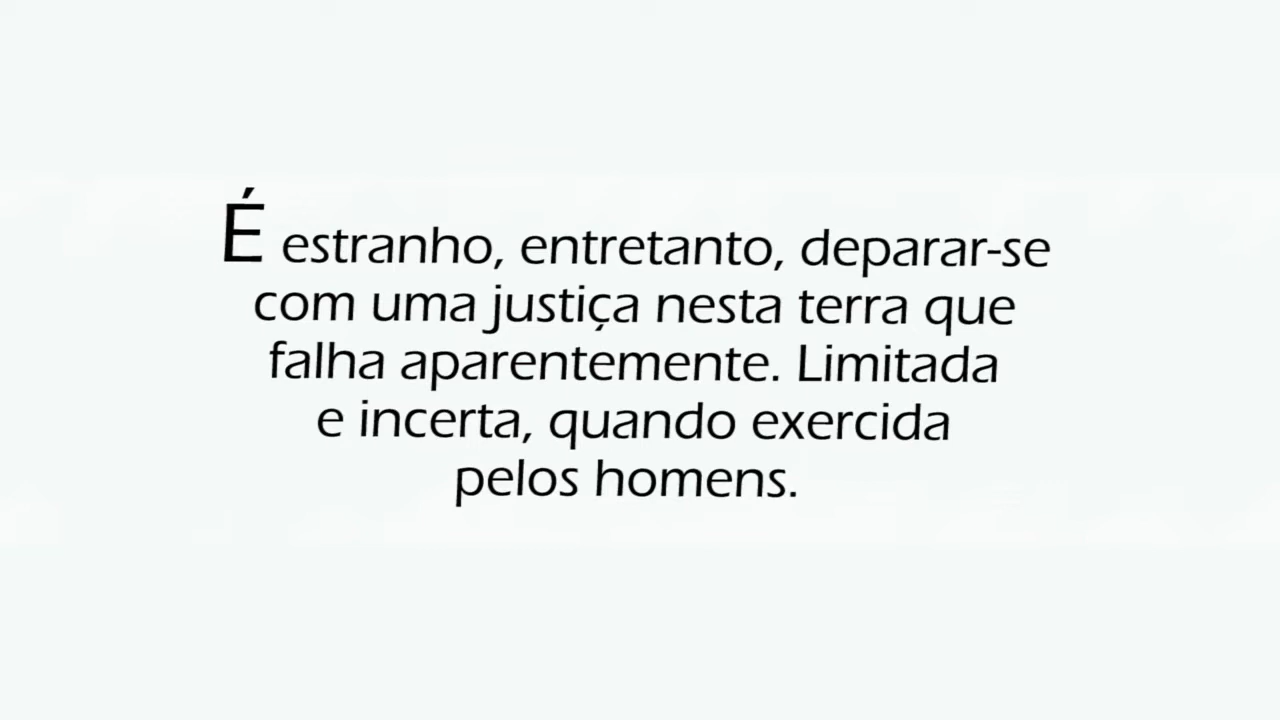 É estranho, entretanto, deparar-se
com uma justiça nesta terra que
falha aparentemente. Limitada
e incerta, quando exercida
pelos homens.